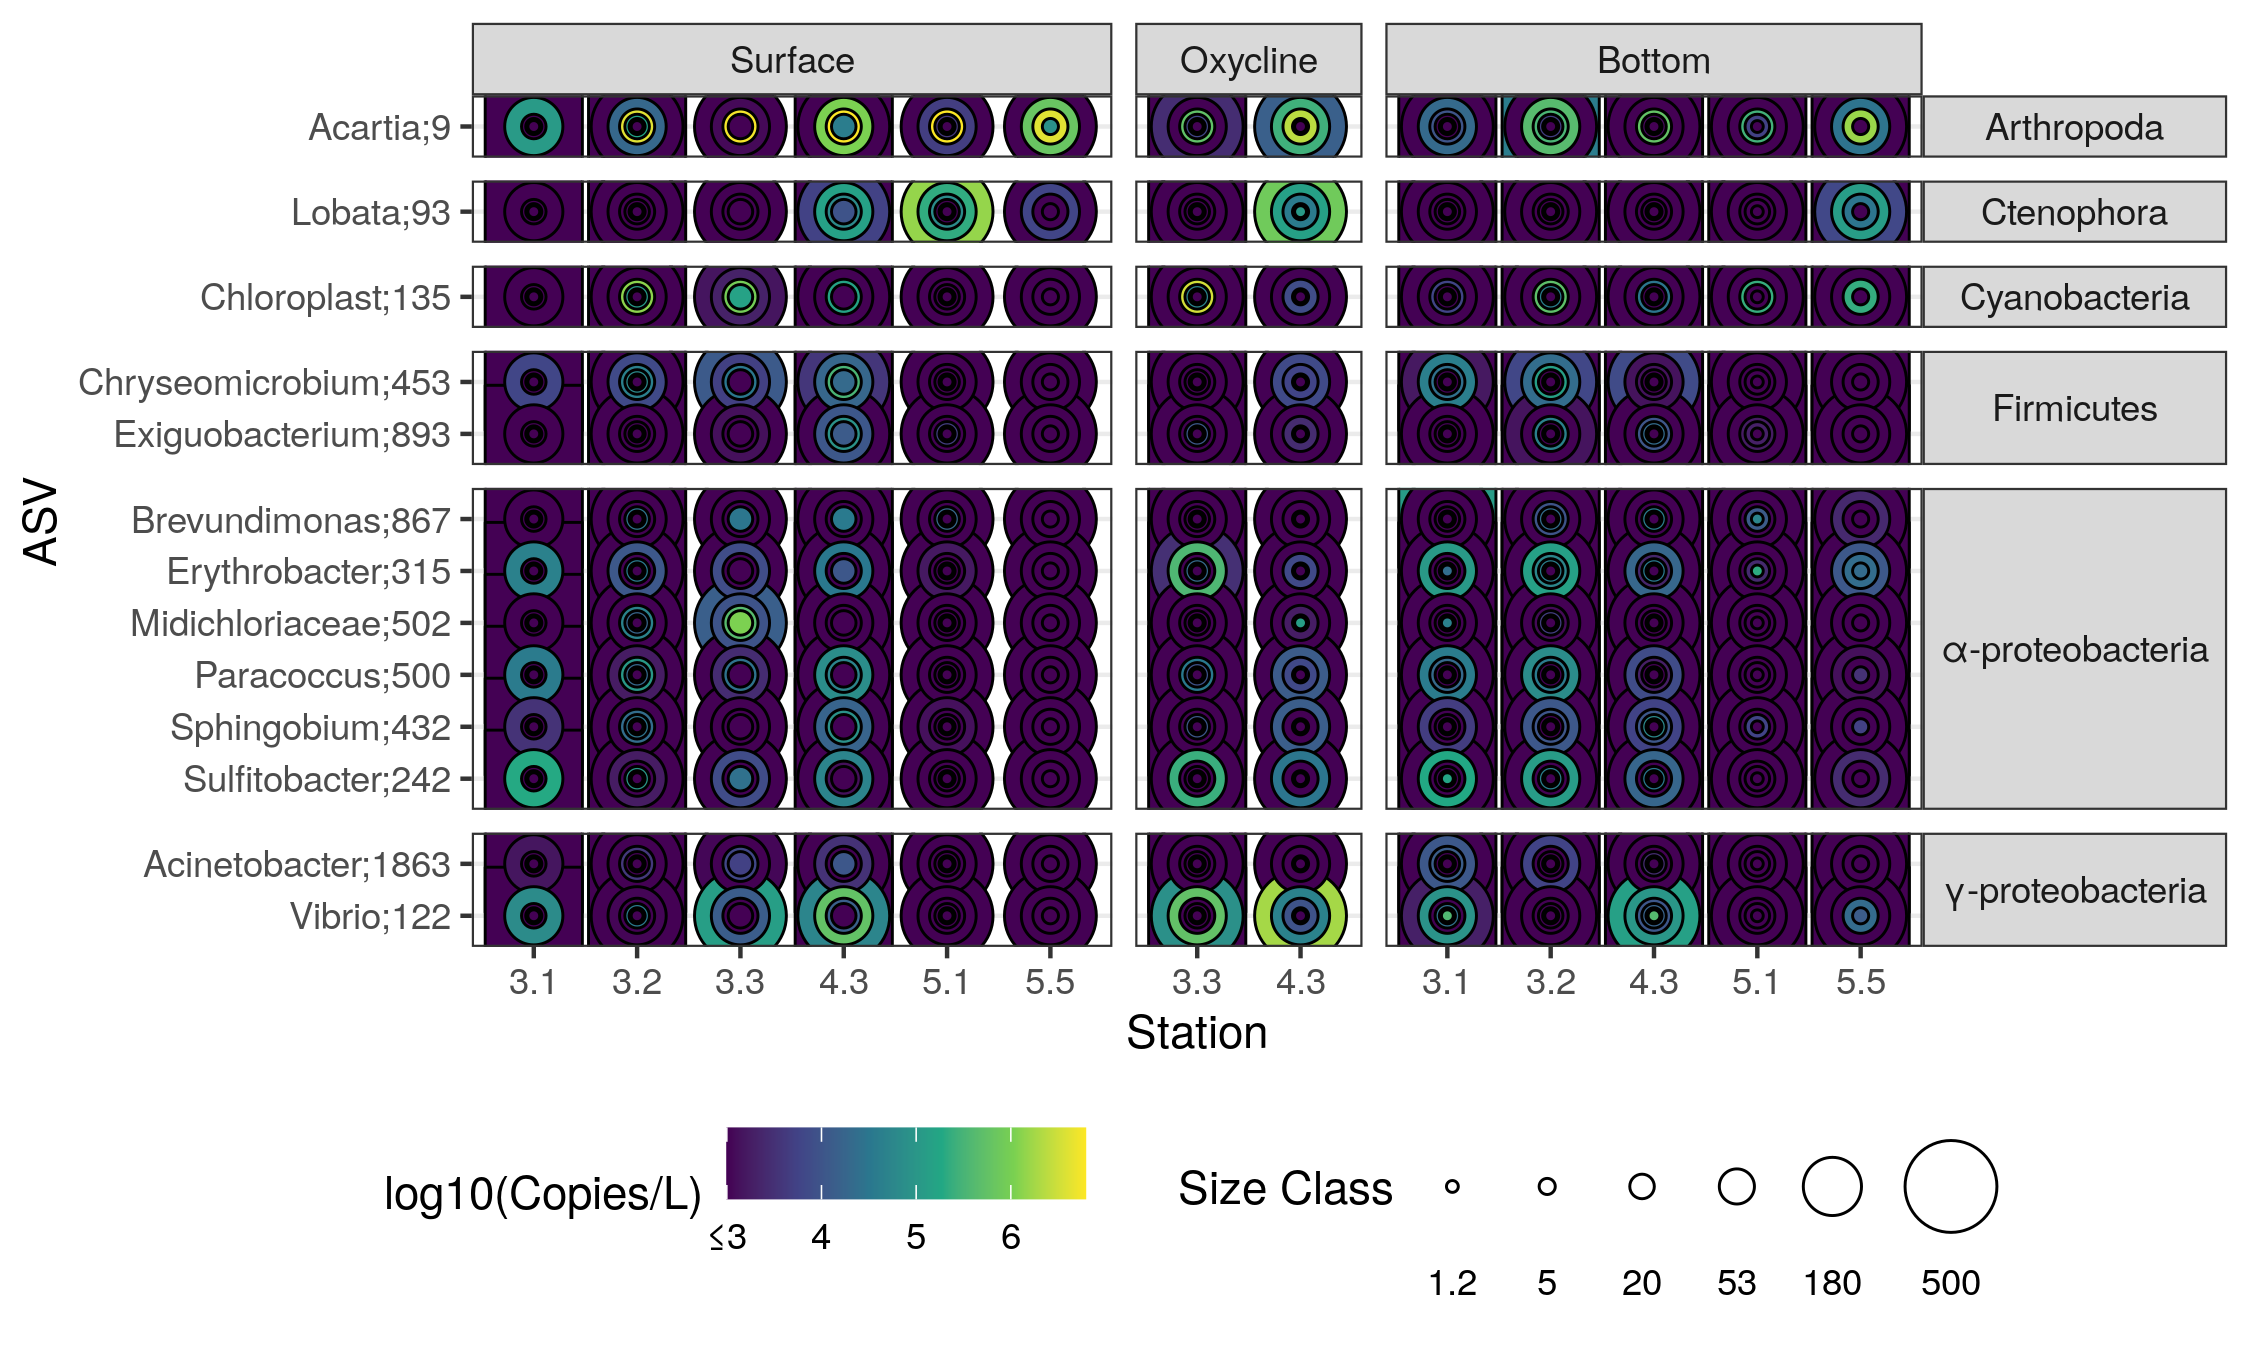 Surface Oxycline Bottom
Acartia;9 Arthropoda
Lobata;93 Ctenophora
Chloroplast;135 Cyanobacteria
Chryseomicrobium;453
Firmicutes
Exiguobacterium;893
ASV
Brevundimonas;867
Erythrobacter;315
Midichloriaceae;502
α-proteobacteria
Paracoccus;500
Sphingobium;432
Sulfitobacter;242
Acinetobacter;1863
γ-proteobacteria
Vibrio;122
3.1 3.2 3.3 4.3 5.1 5.5 3.3 4.3 3.1 3.2 4.3 5.1 5.5
Station
log10(Copies/L)
≤3 4 5 6
Size Class
1.2 5 20 53 180 500